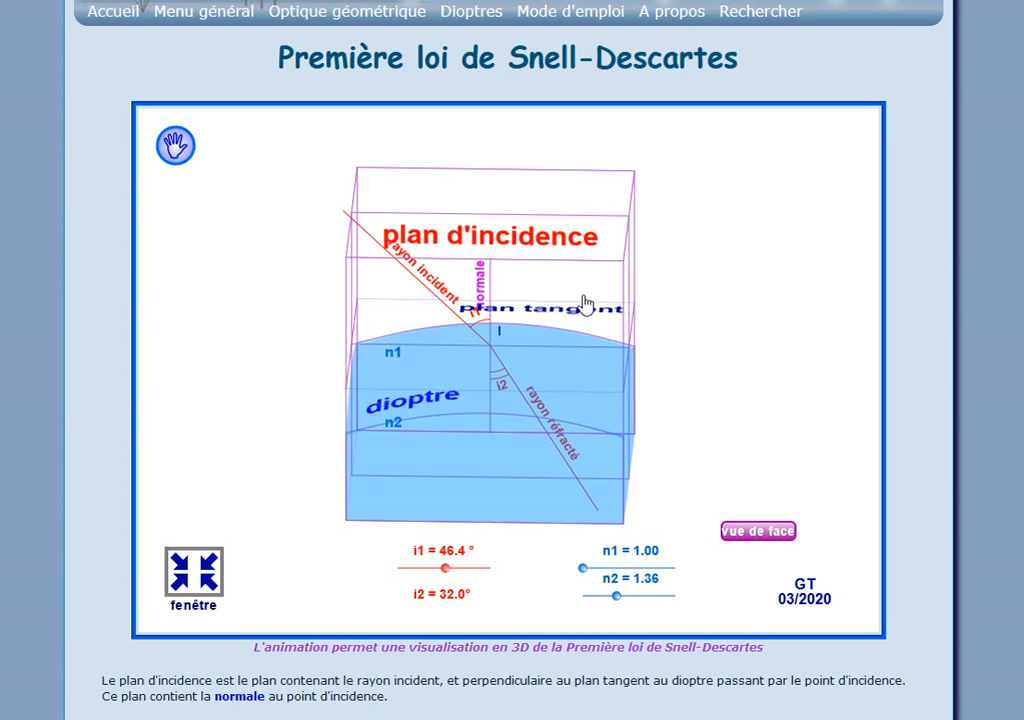 Accueil Menu général Optique géométrique Dioptres Mode d'emploi A propos Rechercher
Première loi de Snell-Descartes
plan d'incidence
rayon incident
normale
plan tangent
i1
I
n1
i2
dioptre
rayon réfracté
n2
vue de face
i1 = 46.4 °
n1 = 1.00
n2 = 1.36
i2 = 32.0°
fenêtre
GT
03/2020
L'animation permet une visualisation en 3D de la Première loi de Snell-Descartes
Le plan d'incidence est le plan contenant le rayon incident, et perpendiculaire au plan tangent au dioptre passant par le point d'incidence.
Ce plan contient la normale au point d'incidence.